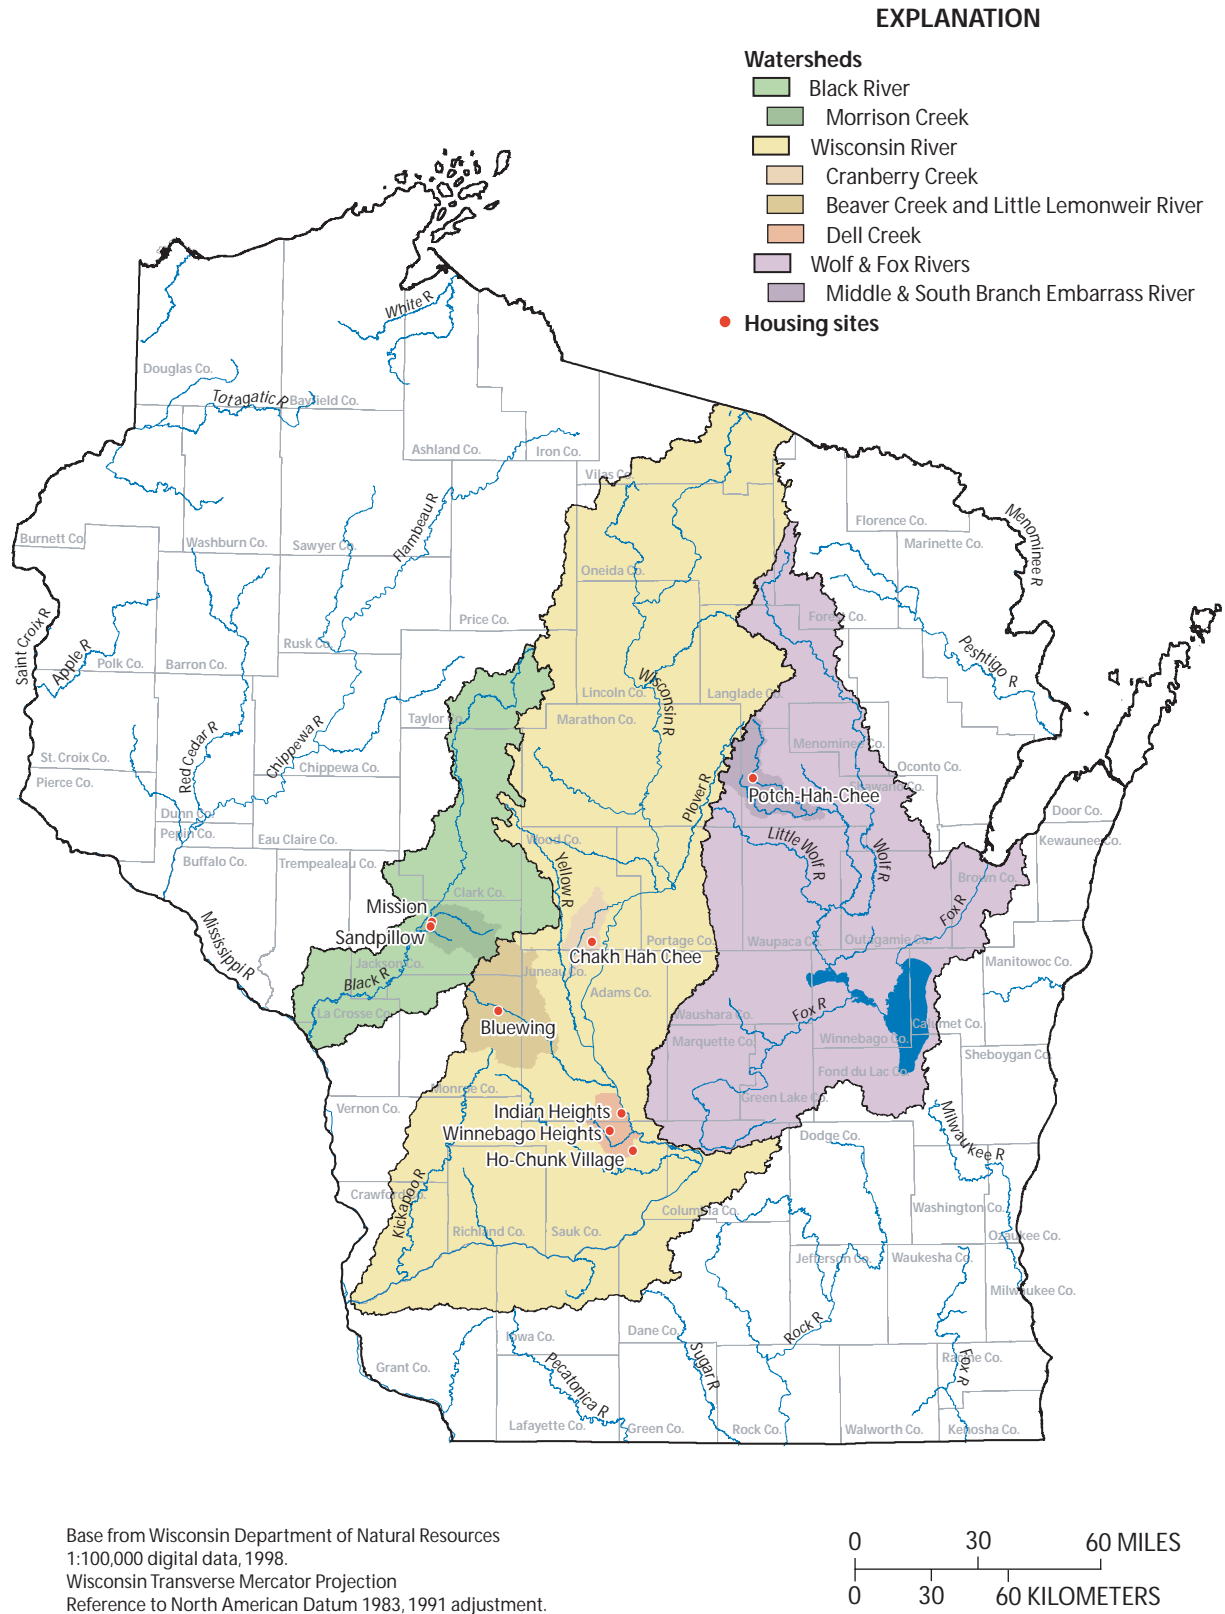 EXPLANATION
Watersheds
Black River
Morrison Creek
Wisconsin River
Cranberry Creek
Beaver Creek and Little Lemonweir River
Dell Creek
Wolf & Fox Rivers
Middle & South Branch Embarrass River
Housing sites
White R
Douglas Co.
Totagatic R
Bayfield Co.
Ashland Co.
Iron Co.
Vilas Co.
Flambeau R
Menominee R
Florence Co.
Burnett Co.
Washburn Co.
Sawyer Co.
Marinette Co.
Oneida Co.
Saint Croix R
Apple R
Price Co.
Forest Co.
Rusk Co.
Peshtigo R
Polk Co.
Barron Co.
Wisconsin R
Lincoln Co.
Langlade Co.
Taylor Co.
Marathon Co.
Red Cedar R
Chippewa R
Menominee Co.
St. Croix Co.
Chippewa Co.
Oconto Co.
Pierce Co.
Plover R
Shawano Co.
Potch-Hah-Chee
Dunn Co.
Door Co.
Pepin Co.
Eau Claire Co.
Wood Co.
Little Wolf R
Wolf R
Kewaunee Co.
Buffalo Co.
Trempealeau Co.
Yellow R
Brown Co.
Clark Co.
Mission
Fox R
Mississippi R
Sandpillow
Portage Co.
Waupaca Co.
Outagamie Co.
Chakh Hah Chee
Jackson Co.
Juneau Co.
Manitowoc Co.
Black R
Adams Co.
La Crosse Co.
Waushara Co.
Fox R
Calumet Co.
Bluewing
Marquette Co.
Winnebago Co.
Sheboygan Co.
Fond du Lac Co.
Monroe Co.
Green Lake Co.
Vernon Co.
Indian Heights
Winnebago Heights
Milwaukee R
Dodge Co.
Ho-Chunk Village
Kickapoo R
Crawford Co.
Columbia Co.
Washington Co.
Richland Co.
Sauk Co.
Ozaukee Co.
Jefferson Co.
Waukesha Co.
Milwaukee Co.
Rock R
Dane Co.
Iowa Co.
Grant Co.
Pecatonica R
Sugar R
Racine Co.
Fox R
Lafayette Co.
Green Co.
Rock Co.
Walworth Co.
Kenosha Co.
Base from Wisconsin Department of Natural Resources
1:100,000 digital data, 1998.
Wisconsin Transverse Mercator Projection
Reference to North American Datum 1983, 1991 adjustment.
0 30 60 MILES
0 30 60 KILOMETERS